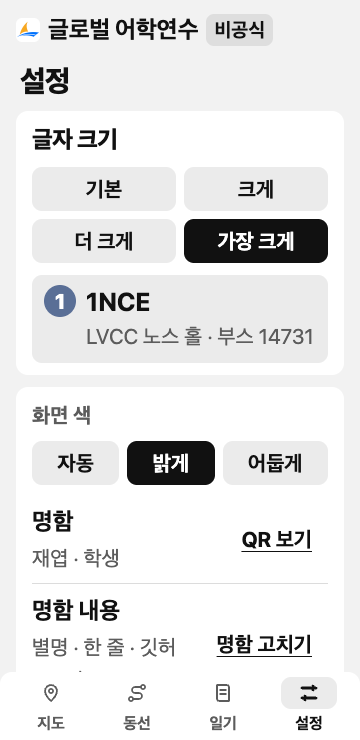 글로벌 어학연수 비공식
설정
글자 크기
기본 크게
더 크게 가장 크게
1 1NCE
LVCC 노스 홀 · 부스 14731
화면 색
자동 밝게 어둡게
명함
재엽 · 학생
QR 보기
명함 내용
별명 · 한 줄 · 깃허
명함 고치기
지도 동선 일기 설정